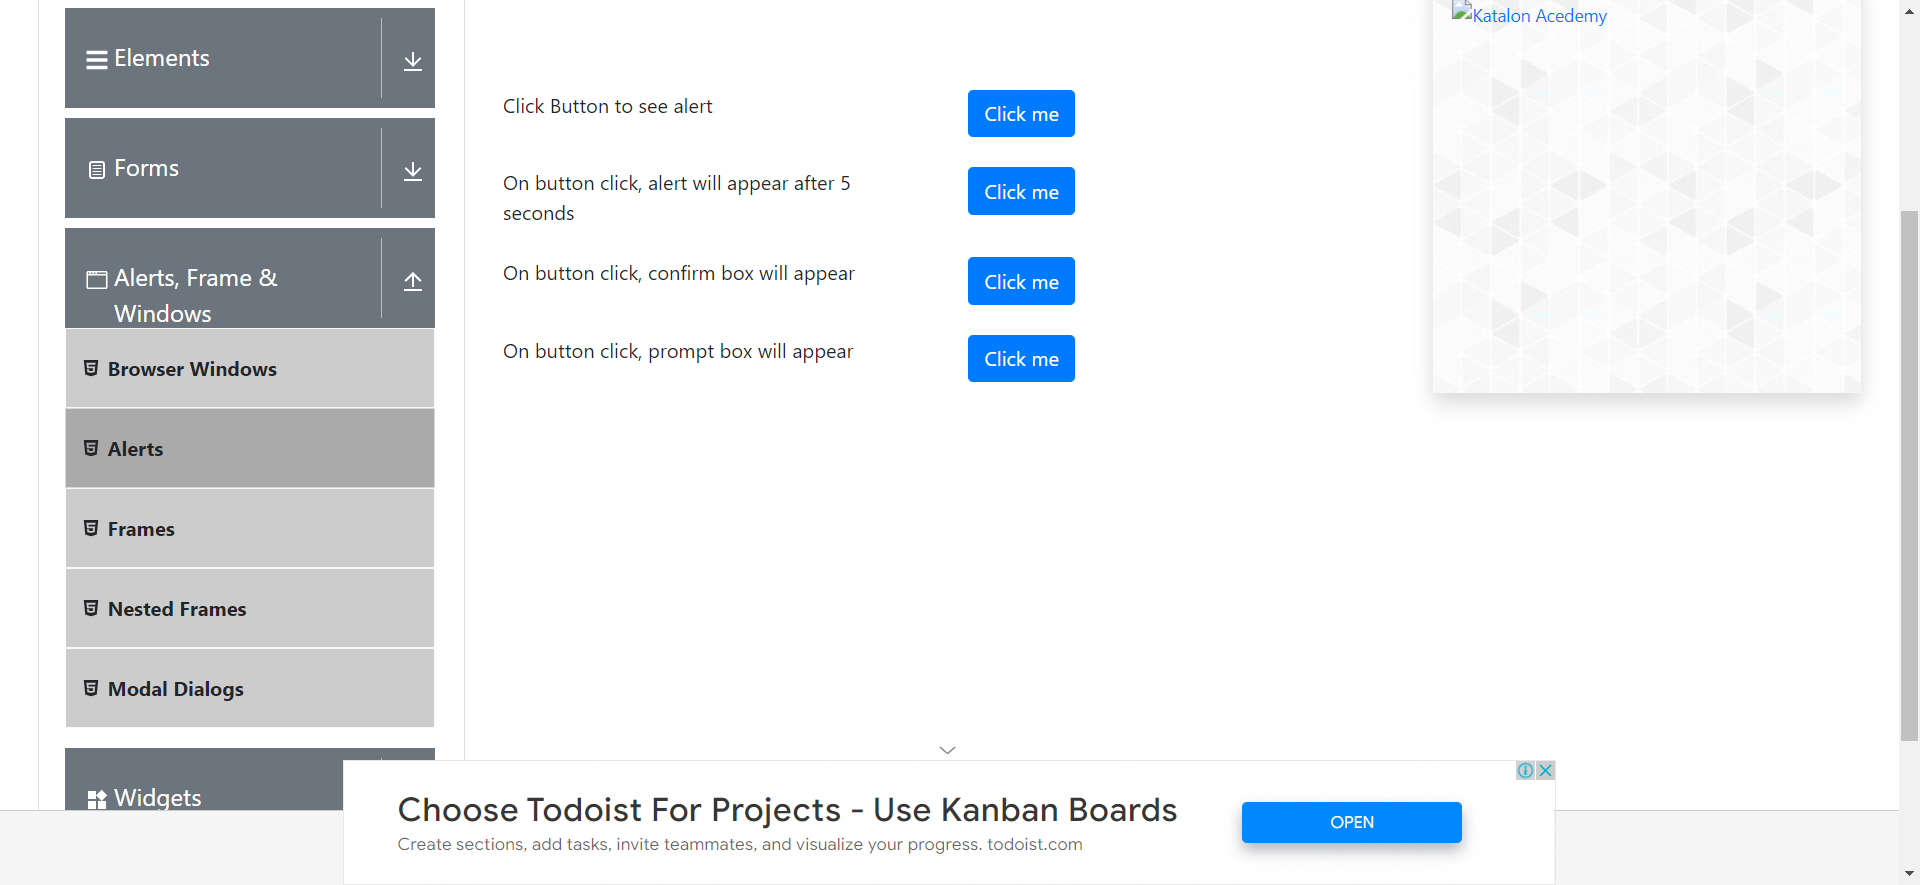 Elements
Forms
Alerts, Frame &
Windows
Browser Windows
Alerts
Frames
Nested Frames
Modal Dialogs
Widgets
Click Button to see alert
Click me
On button click, alert will appear after 5
seconds
Click me
On button click, confirm box will appear
Click me
On button click, prompt box will appear
Click me
Katalon Acedemy
Choose Todoist For Projects - Use Kanban Boards
Create sections, add tasks, invite teammates, and visualize your progress. todoist.com
OPEN